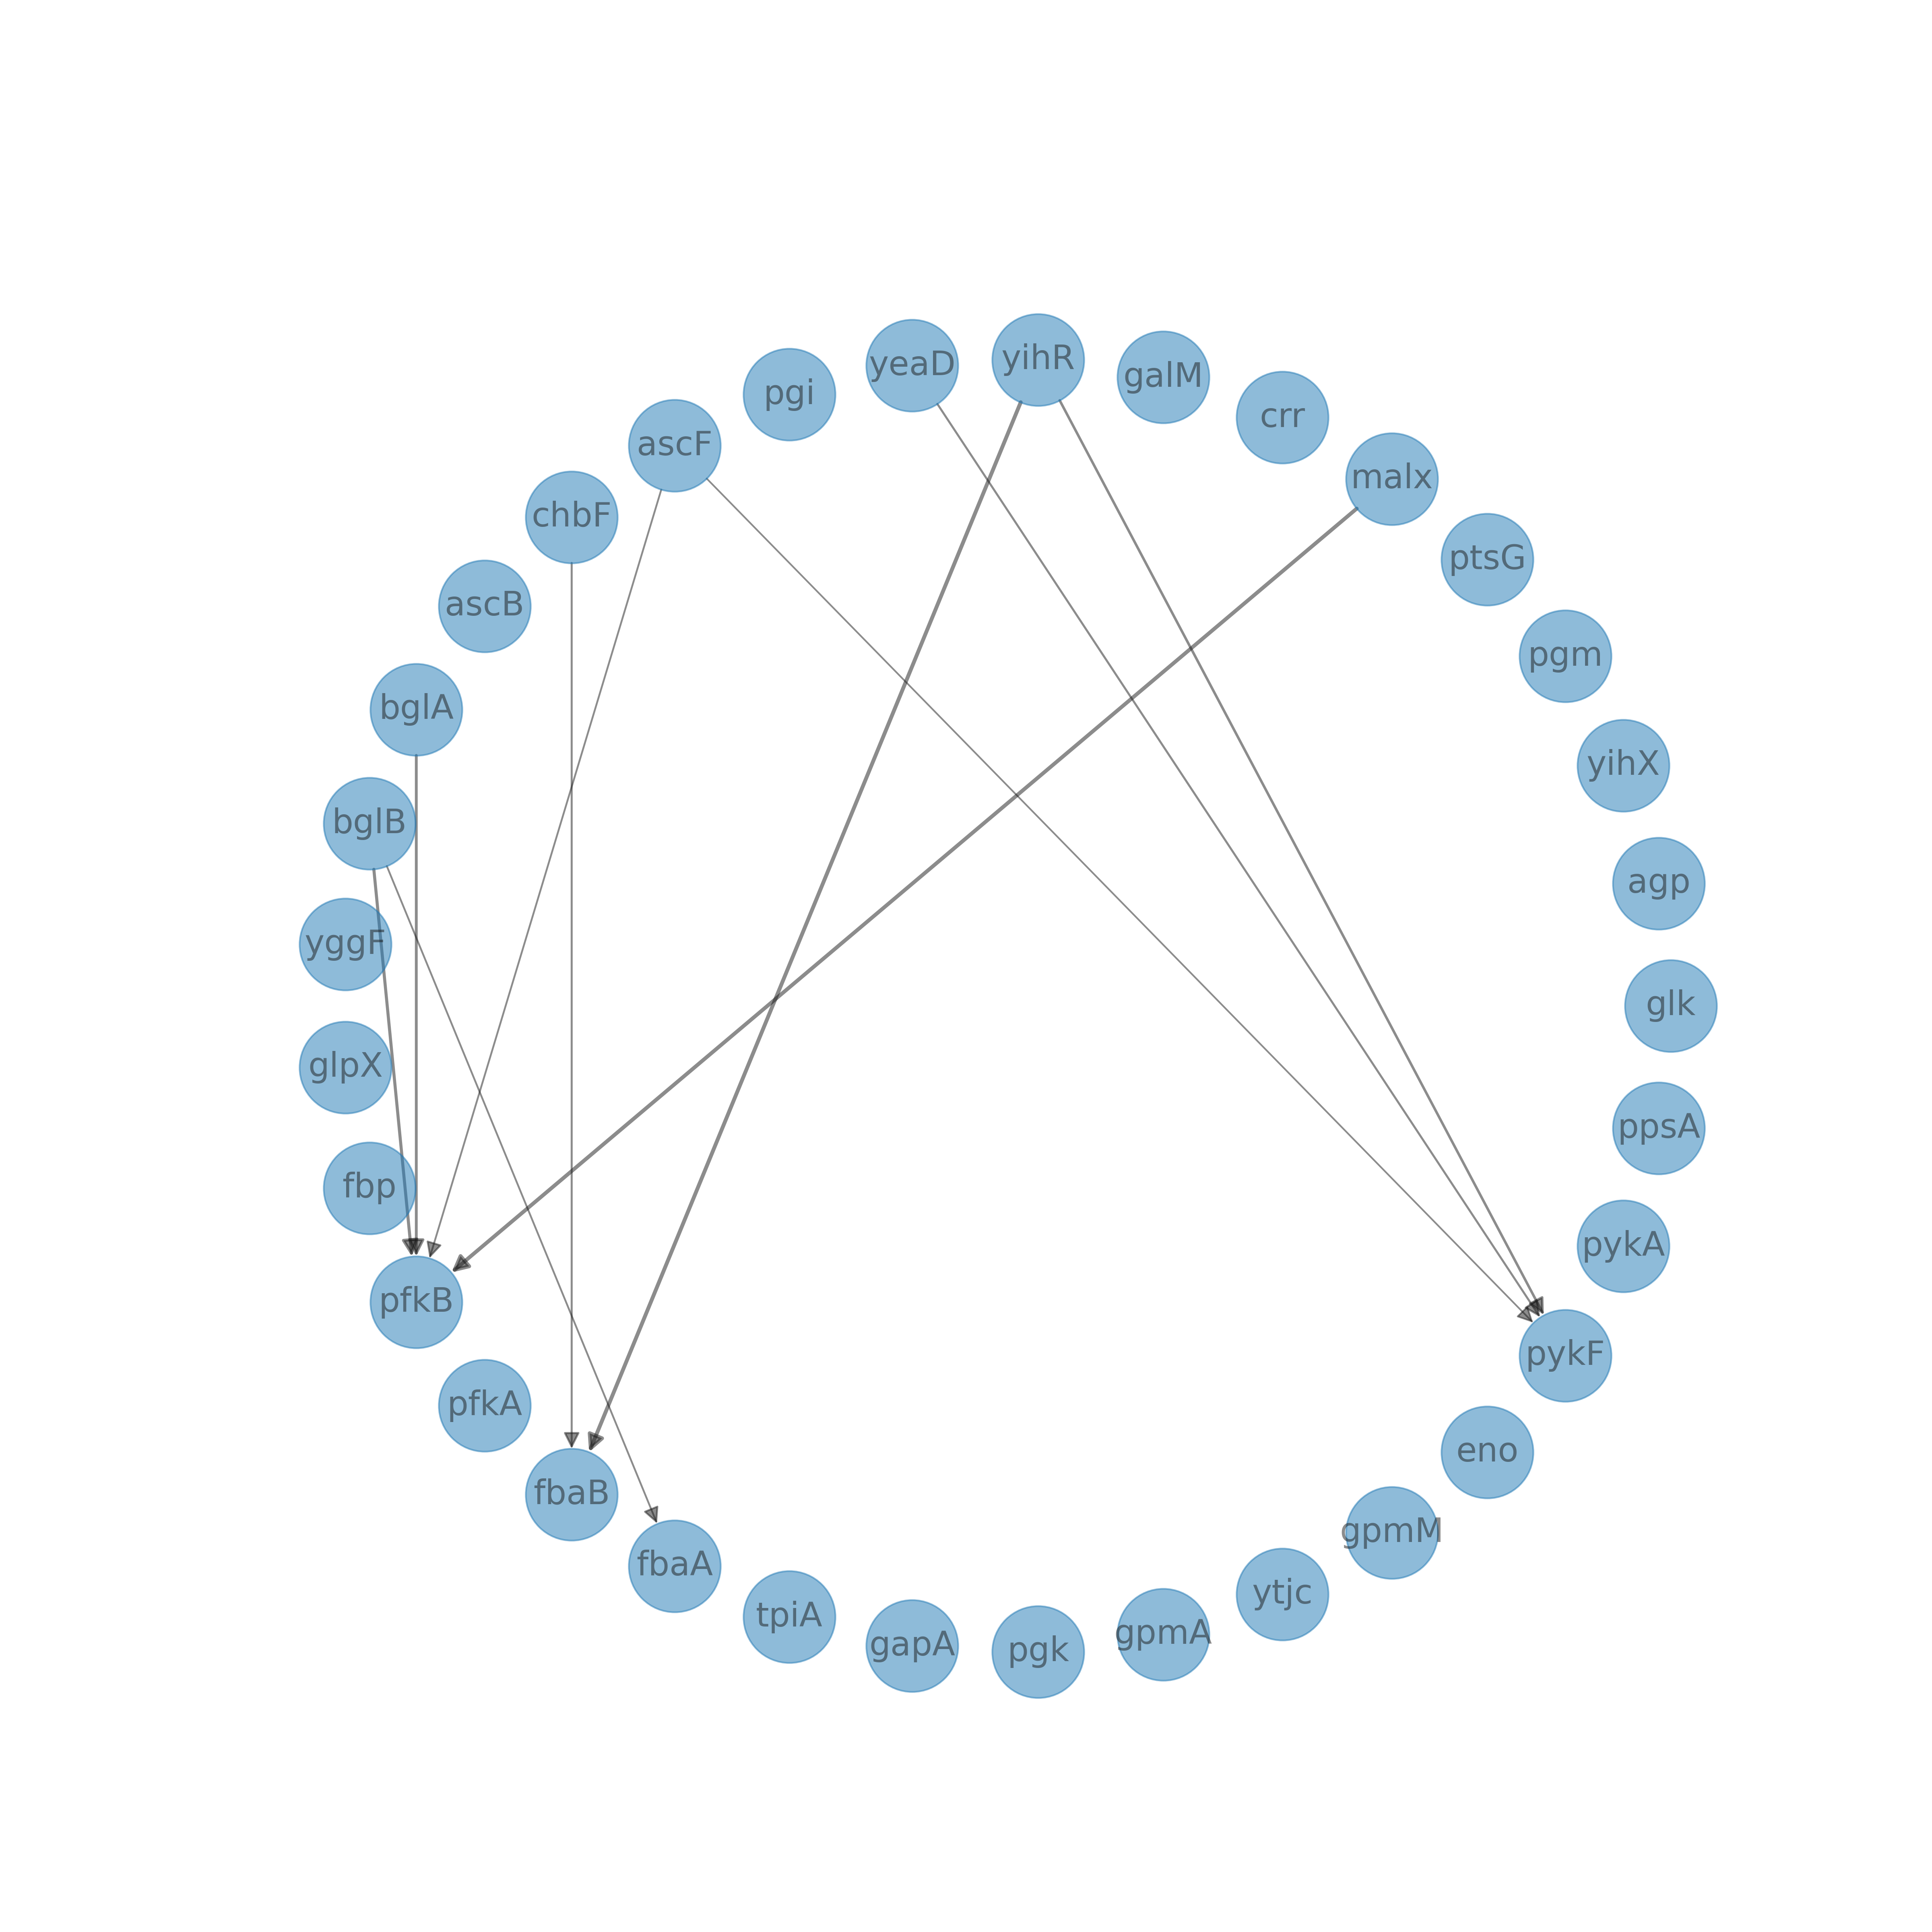 yihR
yeaD
galM
pgi
crr
ascF
malx
chbF
ptsG
ascB
pgm
bglA
yihX
bglB
agp
yggF
glk
glpX
ppsA
fbp
pykA
pfkB
pykF
pfkA
eno
fbaB
gpmM
fbaA
ytjc
tpiA
gpmA
gapA
pgk